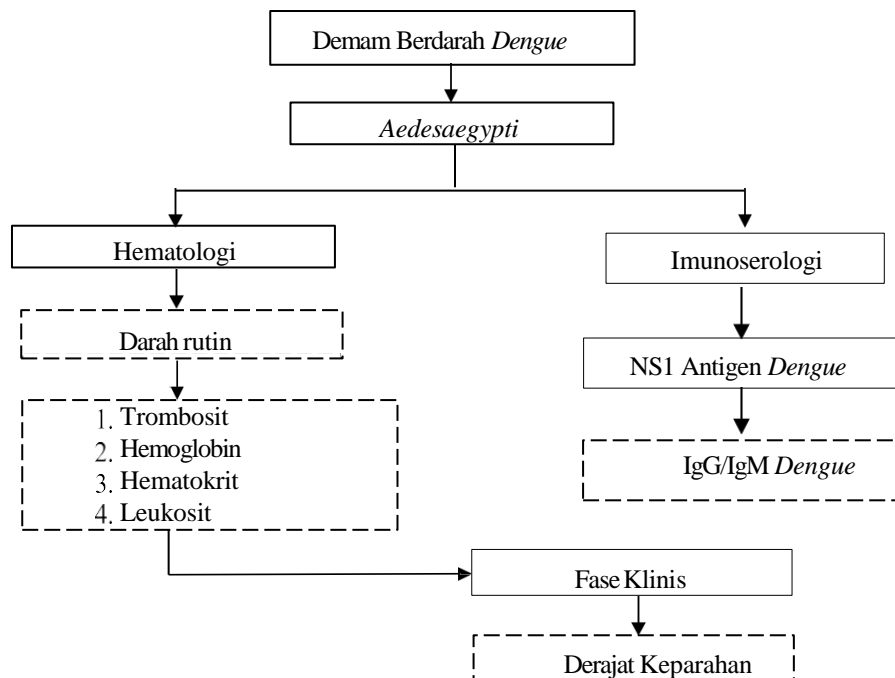 Demam Berdarah Dengue
Aedesaegypti
Hematologi
Imunoserologi
Darah rutin
NS1 Antigen Dengue
1. Trombosit
2. Hemoglobin
3. Hematokrit
4. Leukosit
IgG/IgM Dengue
Fase Klinis
Derajat Keparahan